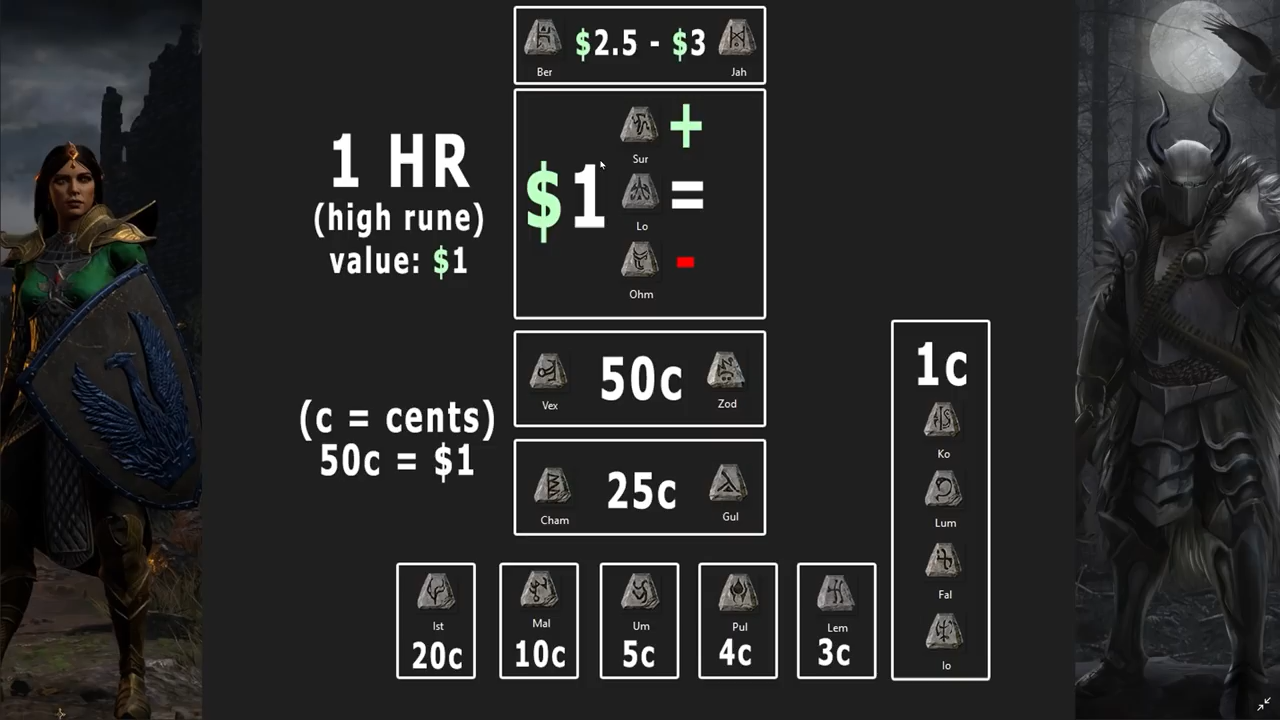 $2.5 - $3
Ber
Jah
1 HR
(high rune)
value: $1
$1
Sur
+
Lo
=
Ohm
-
Vex
50c
Zod
(c = cents)
50c = $1
Cham
25c
Gul
1c
Ko
Lum
Fal
Io
Ist
20c
Mal
10c
Um
5c
Pul
4c
Lem
3c